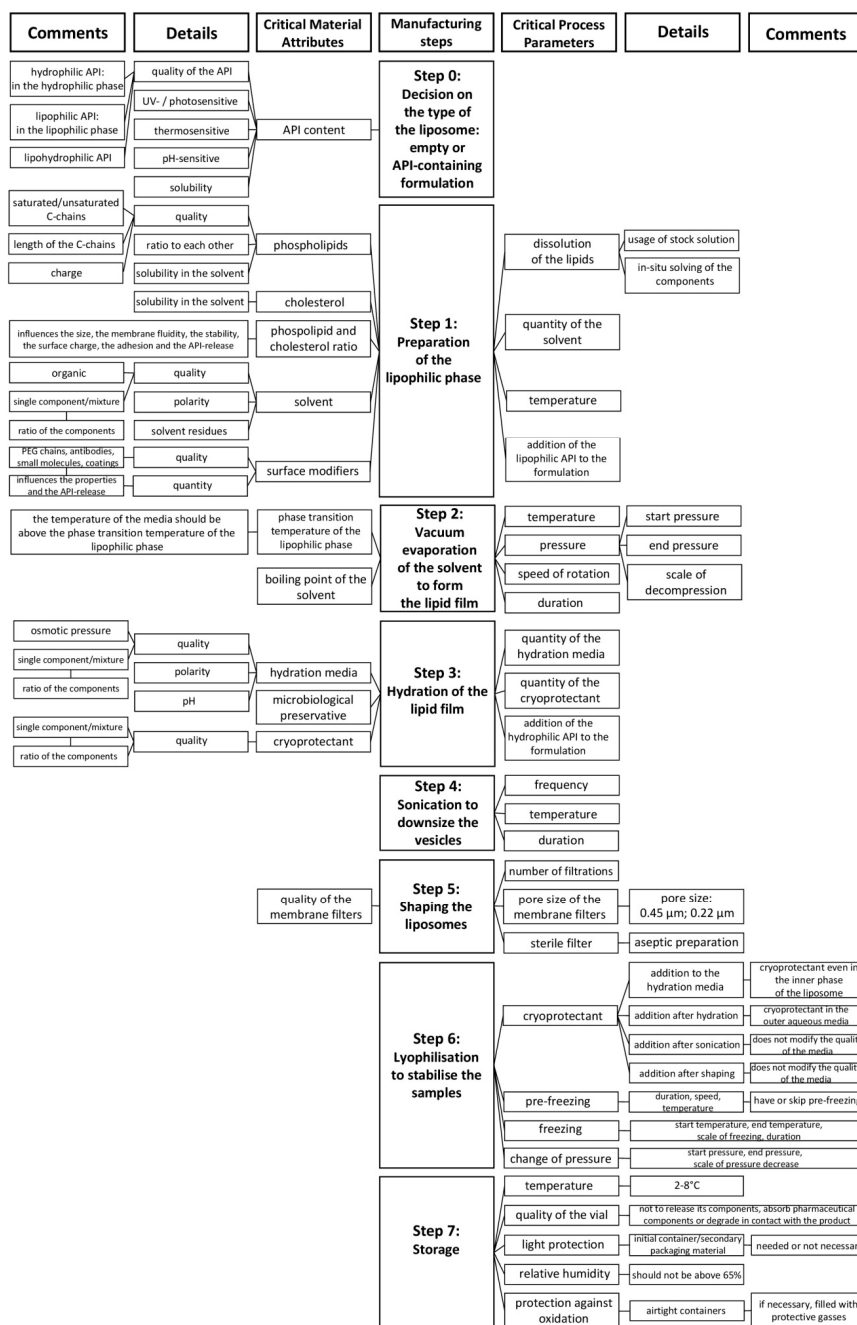 Comments
Details
Critical Material
Attributes
Manufacturing
steps
Critical Process
Parameters
Details
Comments
hydrophilic API:
in the hydrophilic phase
lipophilic API:
in the lipophilic phase
lipohydrophilic API
quality of the API
UV- / photosensitive
thermosensitive
pH-sensitive
solubility
API content
Step 0:
Decision on
the type of
the liposome:
empty or
API-containing
formulation
saturated/unsaturated
C-chains
length of the C-chains
charge
quality
ratio to each other
solubility in the solvent
phospholipids
solubility in the solvent
cholesterol
influences the size, the membrane fluidity, the stability,
the surface charge, the adhesion and the API-release
phospolipid and
cholesterol ratio
organic
single component/mixture
ratio of the components
quality
polarity
solvent residues
solvent
PEG chains, antibodies,
small molecules, coatings
influences the properties
and the API-release
quality
quantity
surface modifiers
Step 1:
Preparation
of the
lipophilic phase
dissolution
of the lipids
usage of stock solution
in-situ solving of the
components
quantity of the
solvent
temperature
addition of the
lipophilic API to the
formulation
the temperature of the media should be
above the phase transition temperature of the
lipophilic phase
phase transition
temperature of the
lipophilic phase
boiling point of the
solvent
Step 2:
Vacuum
evaporation
of the solvent
to form
the lipid film
temperature
pressure
speed of rotation
duration
start pressure
end pressure
scale of
decompression
osmotic pressure
single component/mixture
ratio of the components
quality
polarity
pH
hydration media
microbiological
preservative
single component/mixture
ratio of the components
quality
cryoprotectant
Step 3:
Hydration of the
lipid film
quantity of the
hydration media
quantity of the
cryoprotectant
addition of the
hydrophilic API to the
formulation
Step 4:
Sonication to
downsize the
vesicles
frequency
temperature
duration
quality of the
membrane filters
Step 5:
Shaping the
liposomes
number of filtrations
pore size of the
membrane filters
pore size:
0.45 µm; 0.22 µm
sterile filter
aseptic preparation
Step 6:
Lyophilisation
to stabilise the
samples
cryoprotectant
addition to the
hydration media
cryoprotectant even in
the inner phase
of the liposome
addition after hydration
cryoprotectant in the
outer aqueous media
addition after sonication
does not modify the quality
of the media
addition after shaping
does not modify the quality
of the media
pre-freezing
duration, speed,
temperature
have or skip pre-freezing
freezing
start temperature, end temperature,
scale of freezing, duration
change of pressure
start pressure, end pressure,
scale of pressure decrease
Step 7:
Storage
temperature
2-8°C
quality of the vial
not to release its components, absorb pharmaceutical
components or degrade in contact with the product
light protection
initial container/secondary
packaging material
needed or not necessary
relative humidity
should not be above 65%
protection against
oxidation
airtight containers
if necessary, filled with
protective gasses